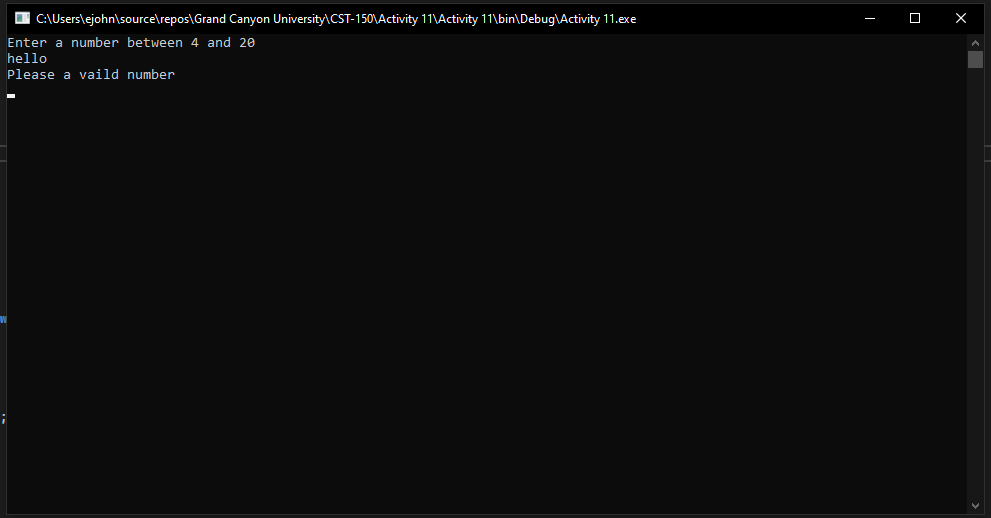 C:\Users\ejohn\source\repos\Grand Canyon University\CST-150\Activity 11\Activity 11\bin\Debug\Activity 11.exe
Enter a number between 4 and 20
hello
Please a vaild number
w
;